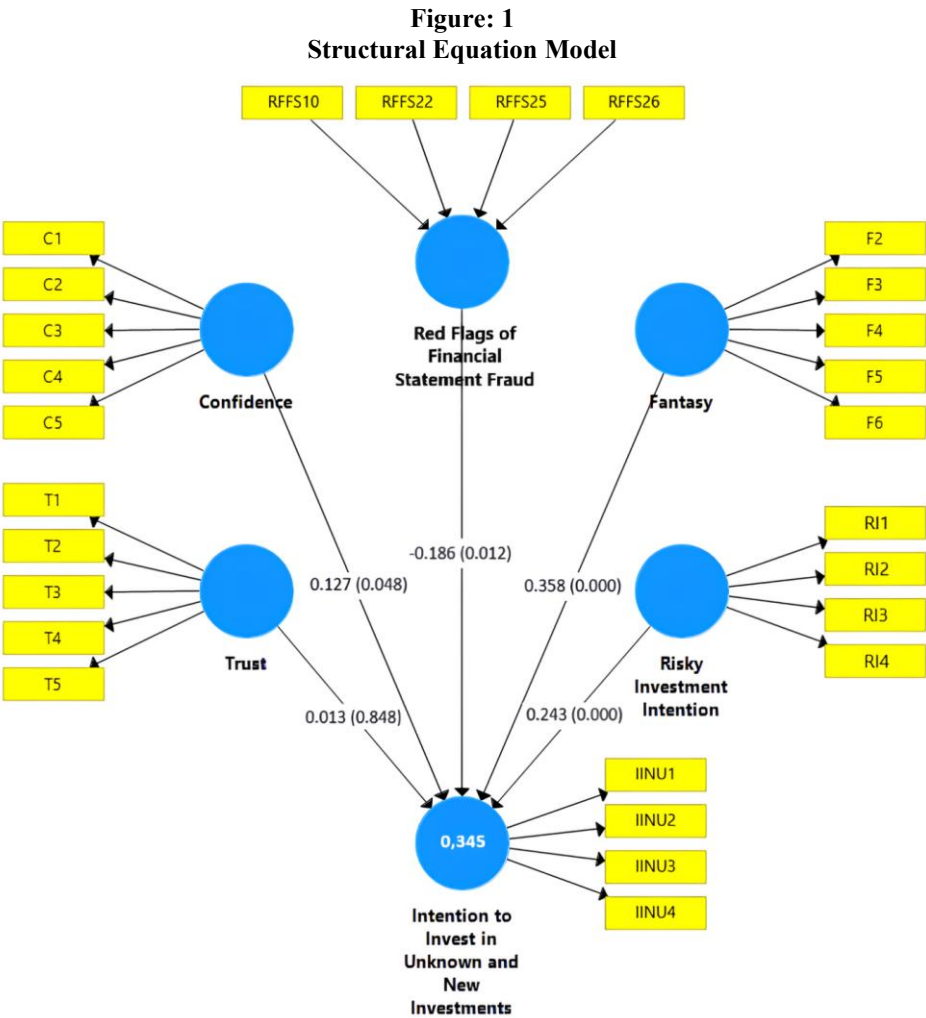 Figure: 1
Structural Equation Model
RFFS10
RFFS22
RFFS25
RFFS26
C1
C2
C3
C4
C5
Confidence
Red Flags of
Financial
Statement Fraud
F2
F3
F4
F5
F6
Fantasy
T1
T2
T3
T4
T5
Trust
RI1
RI2
RI3
RI4
Risky
Investment
Intention
-0.186 (0.012)
0.127 (0.048)
0.358 (0.000)
0.013 (0.848)
0.243 (0.000)
0,345
IINU1
IINU2
IINU3
IINU4
Intention to
Invest in
Unknown and
New
Investments